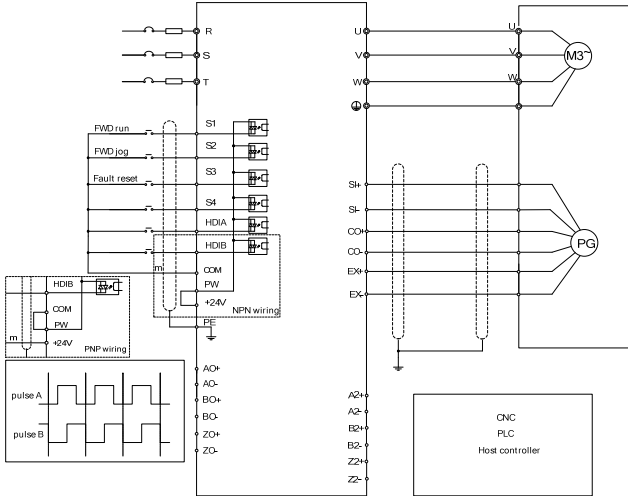 R
S
T
U
V
W
U
V
W
M3~
FWD run
FWD jog
Fault reset
S1
S2
S3
S4
HDIA
HDIB
COM
PW
+24V
NPN wiring
PE
m
SI+
SI-
CO+
CO-
EX+
EX-
PG
HDIB
COM
PW
+24V
m
PNP wiring
pulse A
pulse B
AO+
AO-
BO+
BO-
ZO+
ZO-
A2+
A2-
B2+
B2-
Z2+
Z2-
CNC
PLC
Host controller